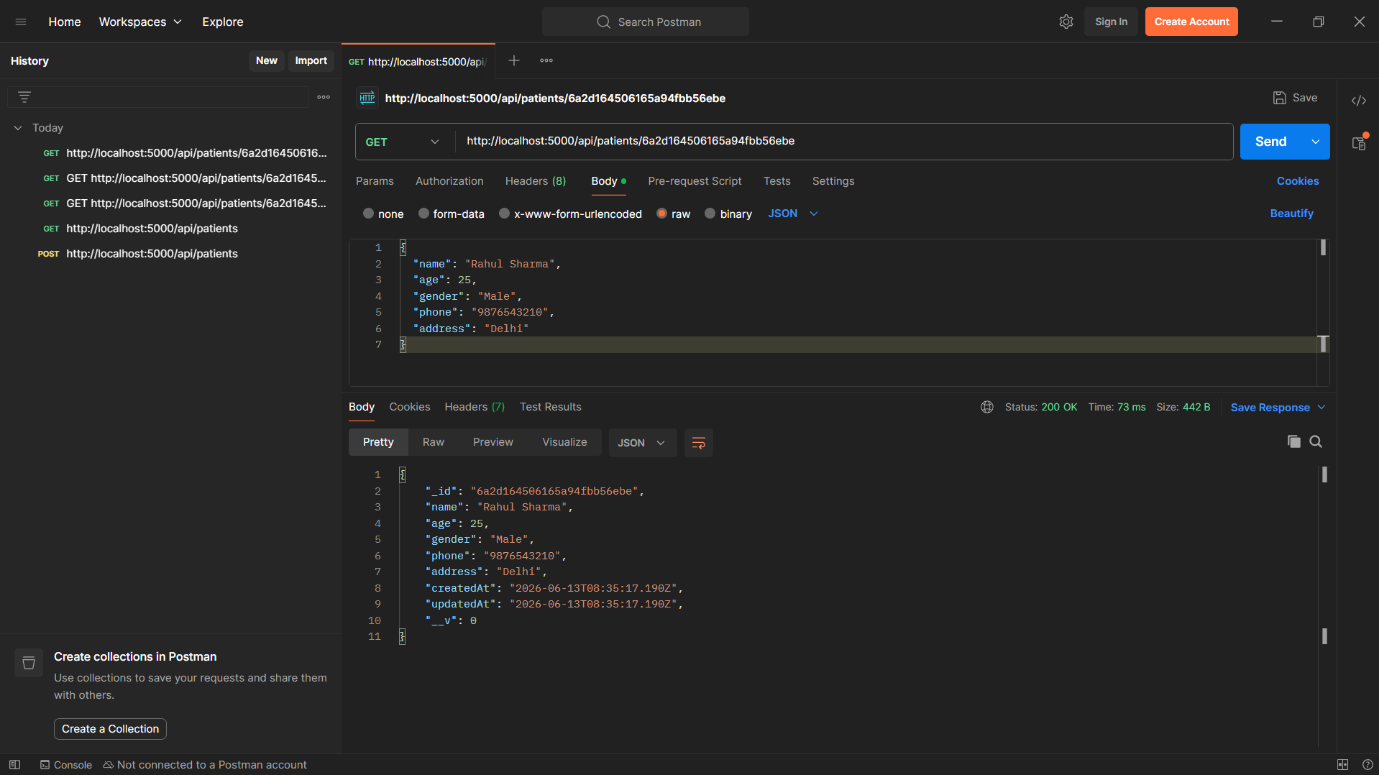 Home Workspaces Explore Search Postman Sign In Create Account
History New Import
GET http://localhost:5000/api/
http://localhost:5000/api/patients/6a2d164506165a94fbb56ebe Save
Today
GET http://localhost:5000/api/patients/6a2d16450616...
GET GET http://localhost:5000/api/patients/6a2d1645...
GET GET http://localhost:5000/api/patients/6a2d1645...
GET http://localhost:5000/api/patients
POST http://localhost:5000/api/patients
GET http://localhost:5000/api/patients/6a2d164506165a94fbb56ebe Send
Params Authorization Headers (8) Body Pre-request Script Tests Settings Cookies
none form-data x-www-form-urlencoded raw binary JSON Beautify
1 {
2 "name": "Rahul Sharma",
3 "age": 25,
4 "gender": "Male",
5 "phone": "9876543210",
6 "address": "Delhi"
7 }
Body Cookies Headers (7) Test Results Status: 200 OK Time: 73 ms Size: 442 B Save Response
Pretty Raw Preview Visualize JSON
1 {
2 "_id": "6a2d164506165a94fbb56ebe",
3 "name": "Rahul Sharma",
4 "age": 25,
5 "gender": "Male",
6 "phone": "9876543210",
7 "address": "Delhi",
8 "createdAt": "2026-06-13T08:35:17.190Z",
9 "updatedAt": "2026-06-13T08:35:17.190Z",
10 "__v": 0
11 }
Create collections in Postman
Use collections to save your requests and share them
with others.
Create a Collection
Console Not connected to a Postman account